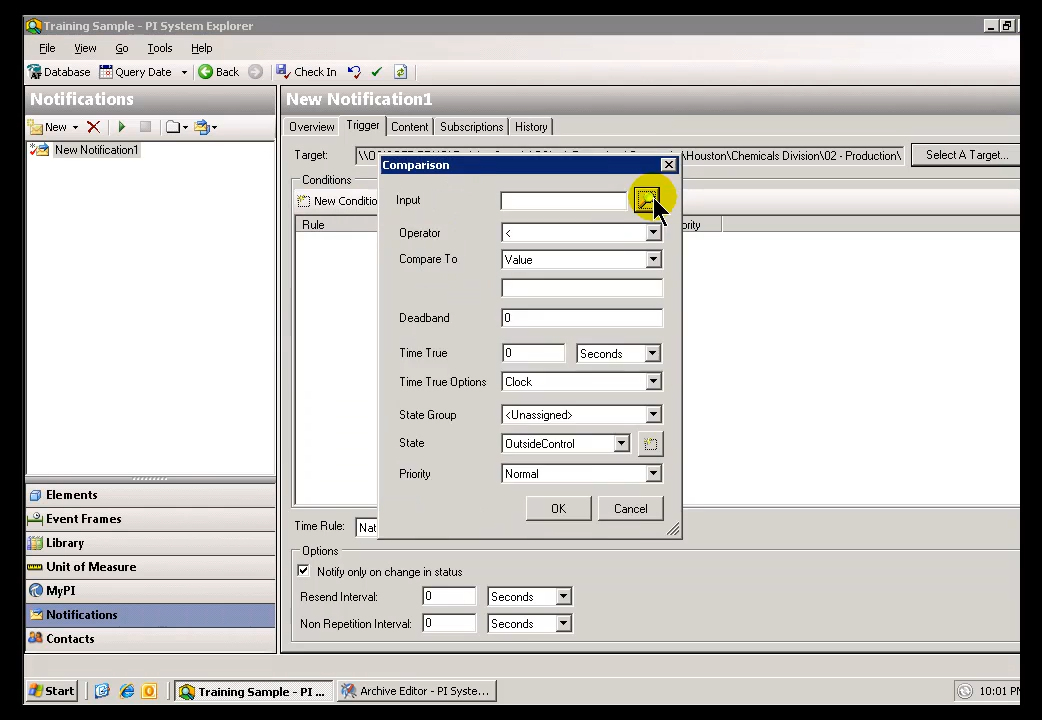 Training Sample - PI System Explorer
File View Go Tools Help
Database Query Date Back Check In
Notifications
New
New Notification1
New Notification1
Overview Trigger Content Subscriptions History
Target: Houston\Chemicals Division\02 - Production\ Select A Target...
Conditions
New Conditio
Rule
Comparison
Input
Operator <
Compare To Value
Deadband 0
Time True 0 Seconds
Time True Options Clock
State Group <Unassigned>
State OutsideControl
Priority Normal
OK Cancel
Time Rule: Nat
Options
Notify only on change in status
Resend Interval: 0 Seconds
Non Repetition Interval: 0 Seconds
Elements
Event Frames
Library
Unit of Measure
MyPI
Notifications
Contacts
Start Training Sample - PI ... Archive Editor - PI Syste... 10:01 PM